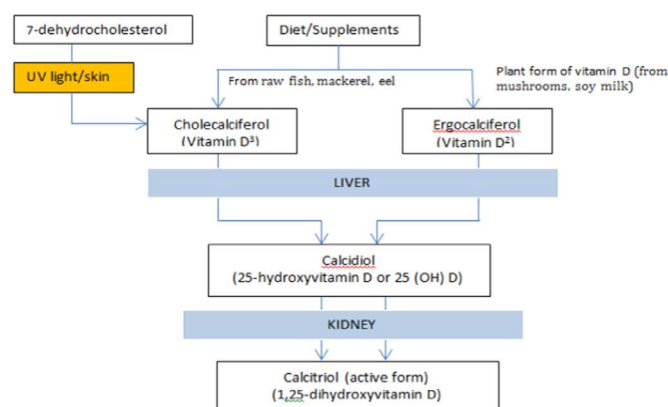 7-dehydrocholesterol
Diet/Supplements
UV light/skin
From raw fish, mackerel, eel
Plant form of vitamin D (from
mushrooms, soy milk)
Cholecalciferol
(Vitamin D³)
Ergocalciferol
(Vitamin D²)
LIVER
Calcidiol
(25-hydroxyvitamin D or 25 (OH) D)
KIDNEY
Calcitriol (active form)
(1,25-dihydroxyvitamin D)